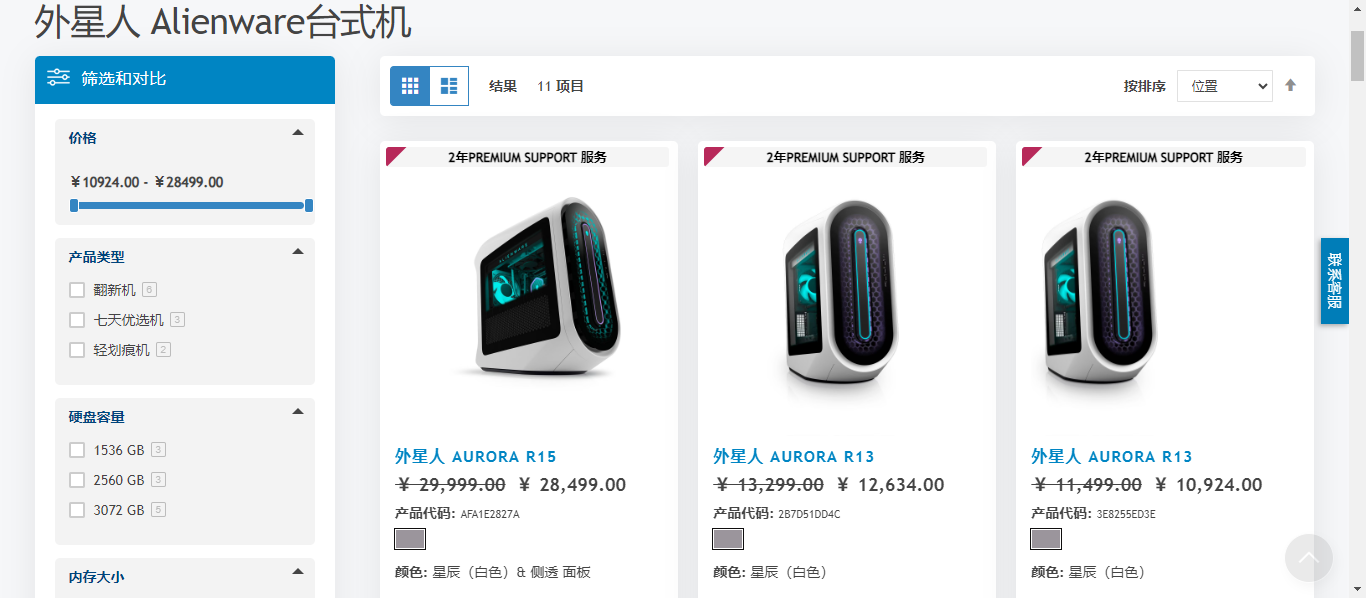 外星人 Alienware台式机
筛选和对比
价格
￥10924.00 - ￥28499.00
产品类型
翻新机 6
七天优选机 3
轻划痕机 2
硬盘容量
1536 GB 3
2560 GB 3
3072 GB 5
内存大小
结果 11 项目
按排序 位置
2年PREMIUM SUPPORT 服务
ALIENWARE
外星人 AURORA R15
￥ 29,999.00 ￥ 28,499.00
产品代码: AFA1E2827A
颜色: 星辰（白色）& 侧透 面板
2年PREMIUM SUPPORT 服务
外星人 AURORA R13
￥ 13,299.00 ￥ 12,634.00
产品代码: 2B7D51DD4C
颜色: 星辰（白色）
2年PREMIUM SUPPORT 服务
外星人 AURORA R13
￥ 11,499.00 ￥ 10,924.00
产品代码: 3E8255ED3E
颜色: 星辰（白色）
联系客服